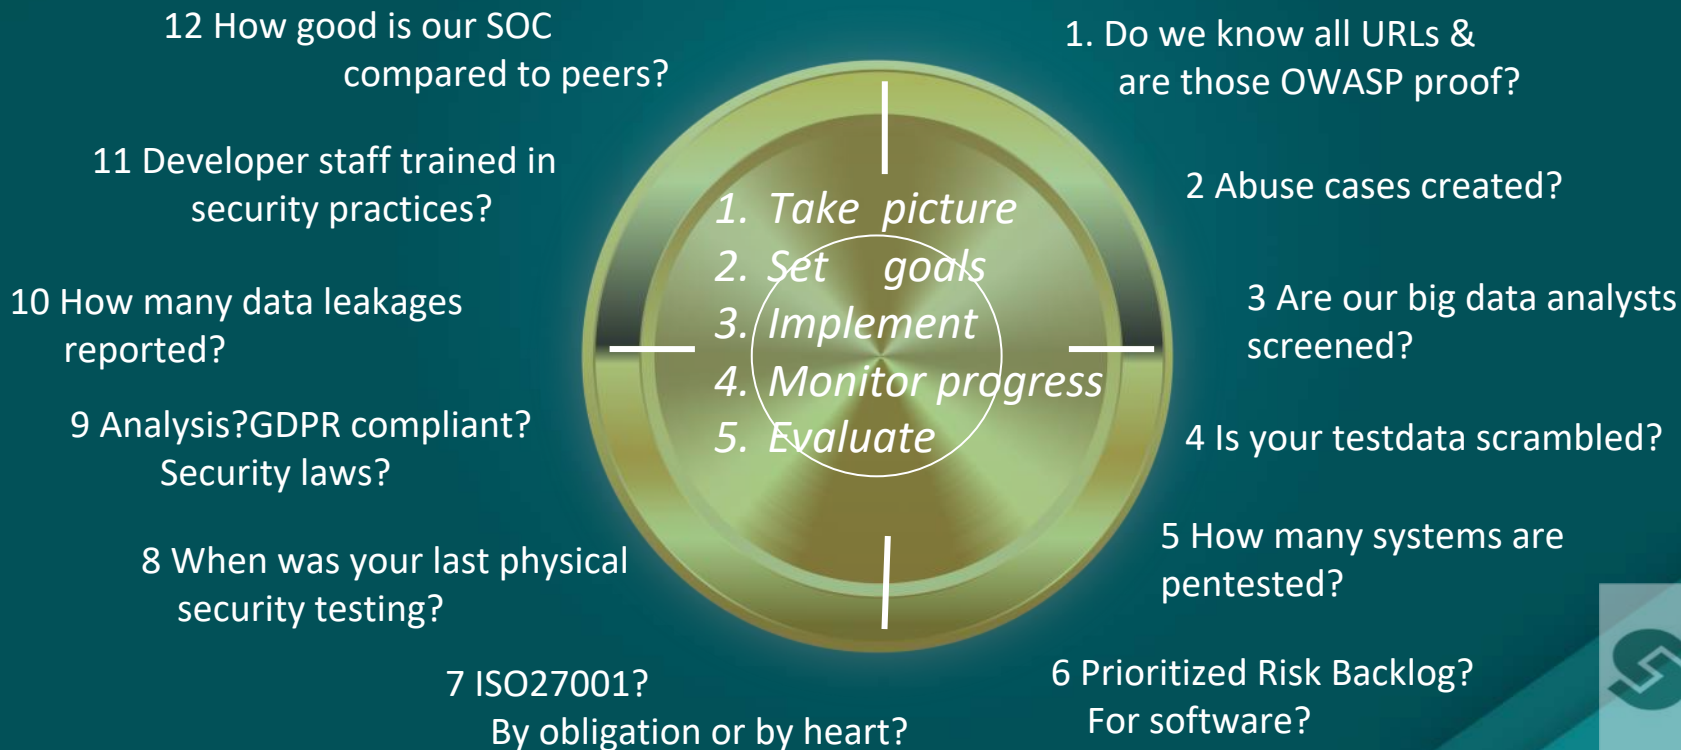 12 How good is our SOC
compared to peers?
1. Do we know all URLs &
are those OWASP proof?
11 Developer staff trained in
security practices?
2 Abuse cases created?
10 How many data leakages
reported?
3 Are our big data analysts
screened?
9 Analysis?GDPR compliant?
Security laws?
4 Is your testdata scrambled?
8 When was your last physical
security testing?
5 How many systems are
pentested?
7 ISO27001?
By obligation or by heart?
6 Prioritized Risk Backlog?
For software?
1. Take picture
2. Set goals
3. Implement
4. Monitor progress
5. Evaluate